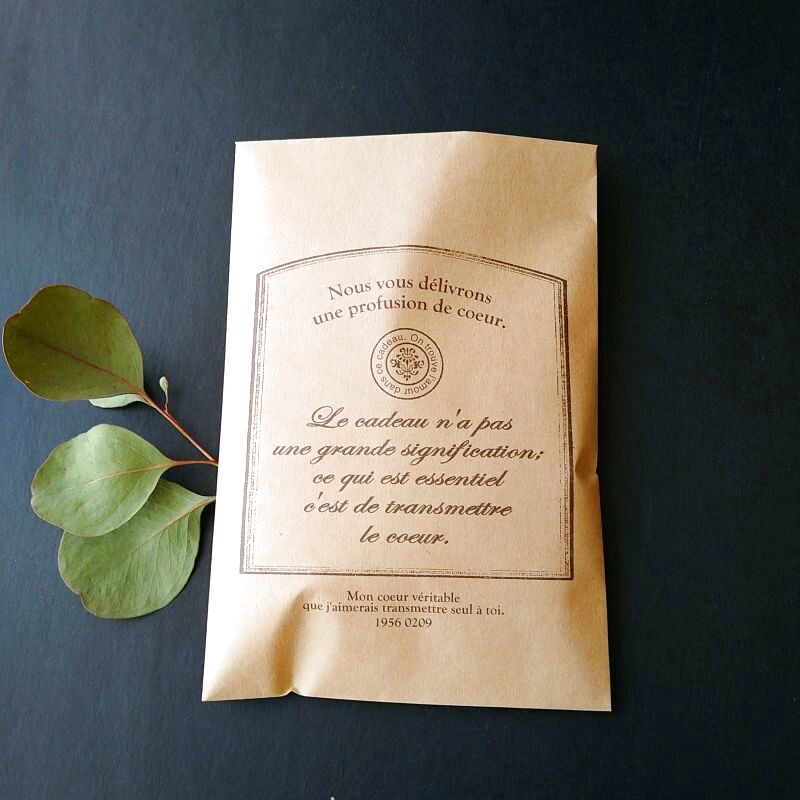 Nous vous délivrons
une profusion de coeur.
On trouve l'amour dans ce cadeau.
Le cadeau n'a pas
une grande signification;
ce qui est essentiel
c'est de transmettre
le coeur.
Mon coeur véritable
que j'aimerais transmettre seul à toi.
1956 0209